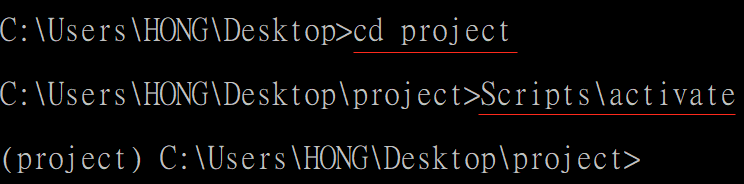 C:\Users\HONG\Desktop>cd project
C:\Users\HONG\Desktop\project>Scripts\activate
(project) C:\Users\HONG\Desktop\project>